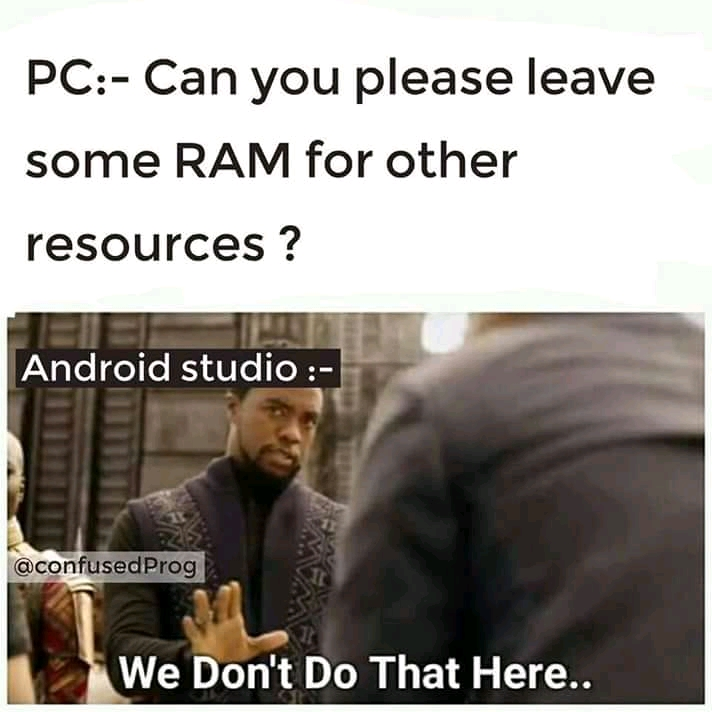 PC:- Can you please leave
some RAM for other
resources ?
Android studio :-
@confusedProg
We Don't Do That Here..